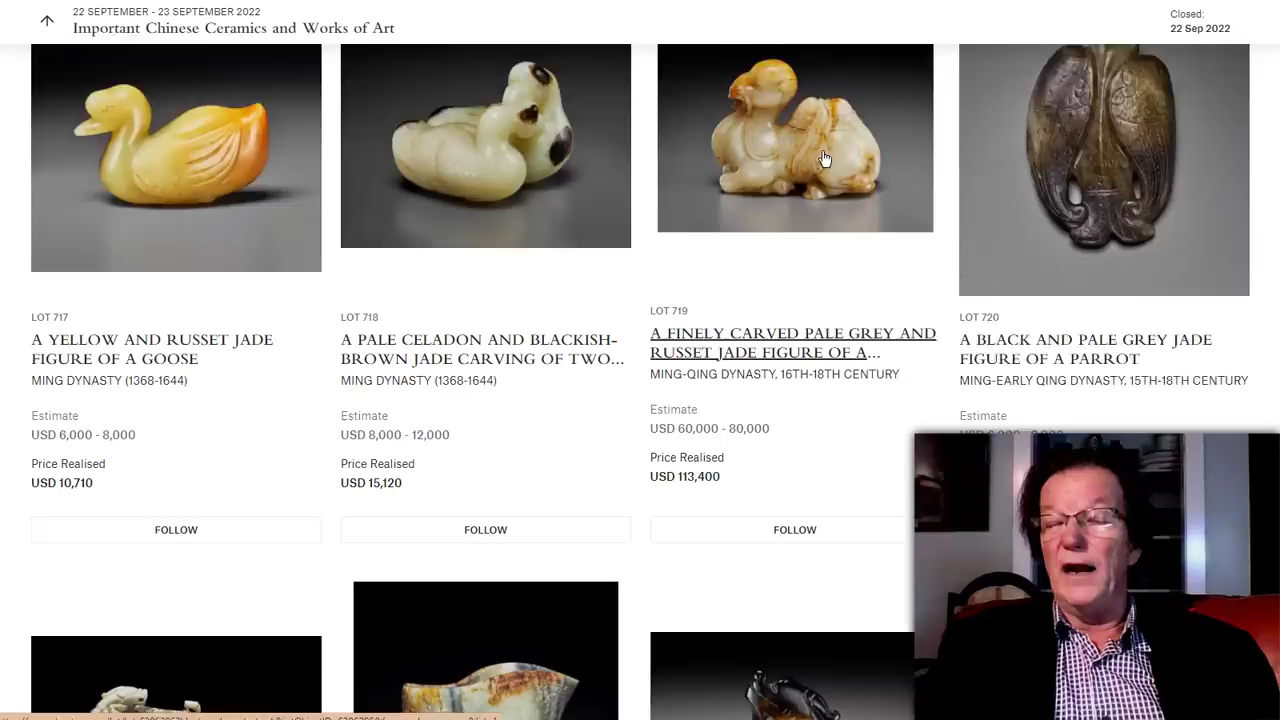 22 SEPTEMBER - 23 SEPTEMBER 2022
Important Chinese Ceramics and Works of Art
Closed:
22 Sep 2022
LOT 717
A YELLOW AND RUSSET JADE
FIGURE OF A GOOSE
MING DYNASTY (1368-1644)
Estimate
USD 6,000 - 8,000
Price Realised
USD 10,710
FOLLOW
LOT 718
A PALE CELADON AND BLACKISH-
BROWN JADE CARVING OF TWO...
MING DYNASTY (1368-1644)
Estimate
USD 8,000 - 12,000
Price Realised
USD 15,120
FOLLOW
LOT 719
A FINELY CARVED PALE GREY AND
RUSSET JADE FIGURE OF A...
MING-QING DYNASTY, 16TH-18TH CENTURY
Estimate
USD 60,000 - 80,000
Price Realised
USD 113,400
FOLLOW
LOT 720
A BLACK AND PALE GREY JADE
FIGURE OF A PARROT
MING-EARLY QING DYNASTY, 15TH-18TH CENTURY
Estimate